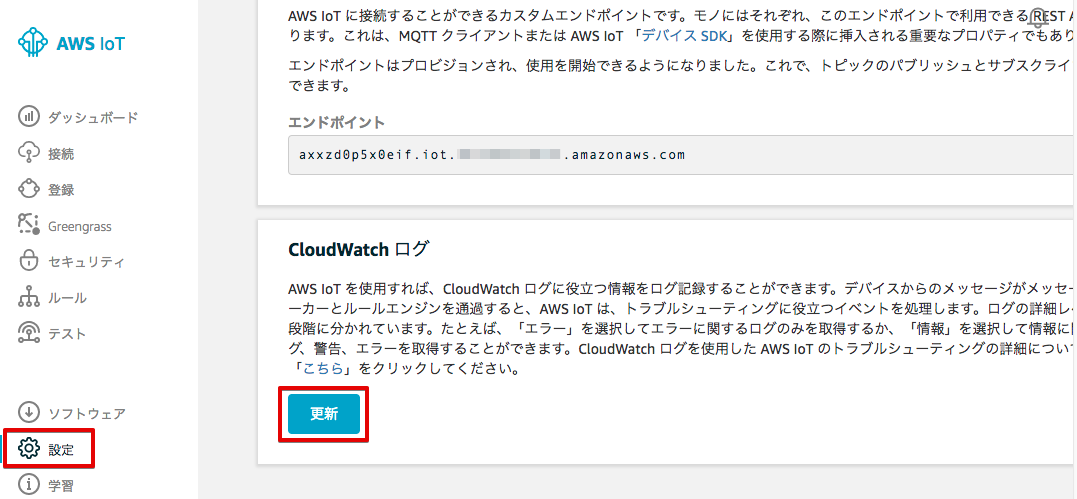 AWS IoT
ダッシュボード
接続
登録
Greengrass
セキュリティ
ルール
テスト
ソフトウェア
設定
学習
AWS IoT に接続することができるカスタムエンドポイントです。モノにはそれぞれ、このエンドポイントで利用できる REST A
ります。これは、MQTT クライアントまたは AWS IoT 「デバイス SDK」を使用する際に挿入される重要なプロパティでもあり
エンドポイントはプロビジョンされ、使用を開始できるようになりました。これで、トピックのパブリッシュとサブスクライ
できます。
エンドポイント
axxzd0p5x0eif.iot. .amazonaws.com
CloudWatch ログ
AWS IoT を使用すれば、CloudWatch ログに役立つ情報をログ記録することができます。デバイスからのメッセージがメッセー
ーカーとルールエンジンを通過すると、AWS IoT は、トラブルシューティングに役立つイベントを処理します。ログの詳細レ
段階に分かれています。たとえば、「エラー」を選択してエラーに関するログのみを取得するか、「情報」を選択して情報に
グ、警告、エラーを取得することができます。CloudWatch ログを使用した AWS IoT のトラブルシューティングの詳細につい
「こちら」をクリックしてください。
更新